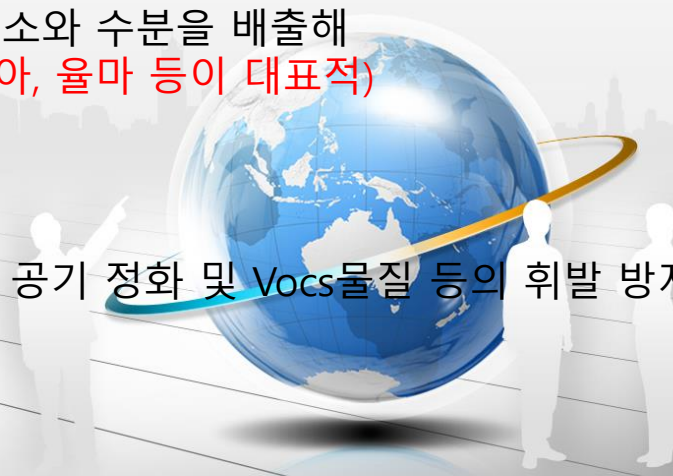 소와 수분을 배출해
아, 율마 등이 대표적)
공기 정화 및 Vocs물질 등의 휘발 방지